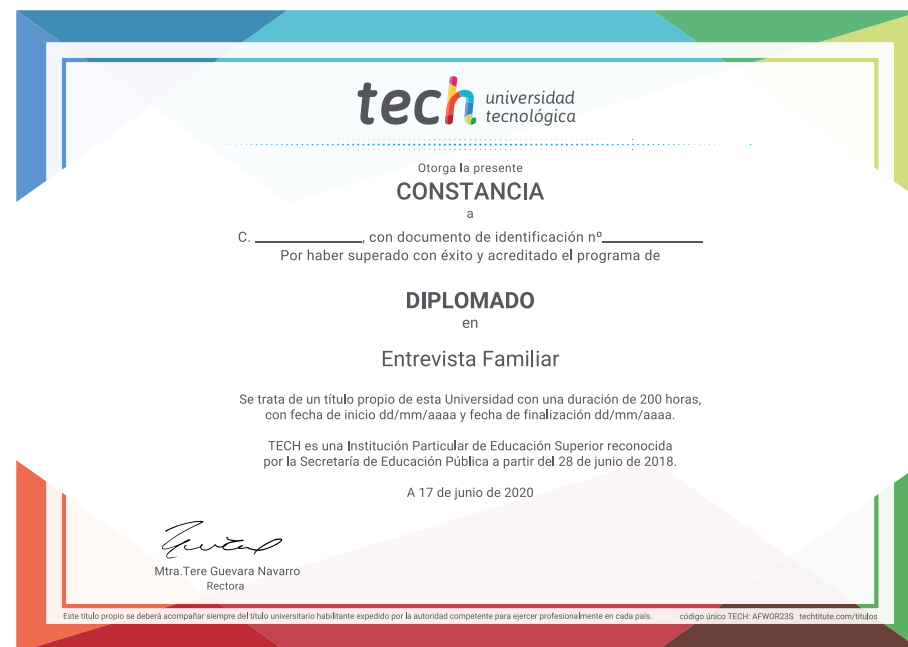 tech universidad
tecnológica
Otorga la presente
CONSTANCIA
a
C. ____________, con documento de identificación nº____________
Por haber superado con éxito y acreditado el programa de
DIPLOMADO
en
Entrevista Familiar
Se trata de un título propio de esta Universidad con una duración de 200 horas,
con fecha de inicio dd/mm/aaaa y fecha de finalización dd/mm/aaaa.
TECH es una Institución Particular de Educación Superior reconocida
por la Secretaría de Educación Pública a partir del 28 de junio de 2018.
A 17 de junio de 2020
Mtra.Tere Guevara Navarro
Rectora
Este título propio se deberá acompañar siempre del título universitario habilitante expedido por la autoridad competente para ejercer profesionalmente en cada país. código único TECH: AFWOR23S techtitute.com/titulos